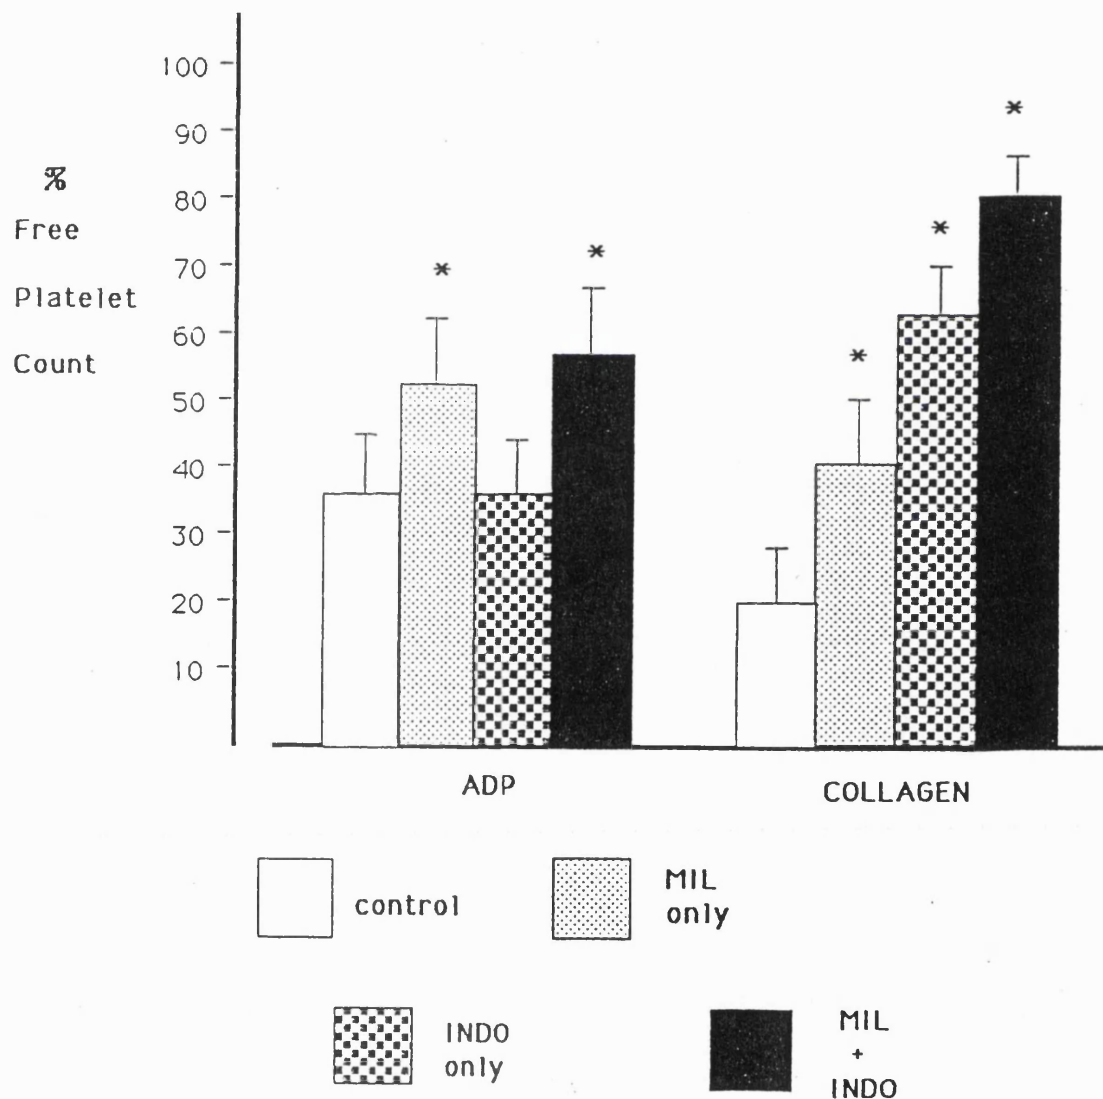 100
90
%
80
Free
70
Platelet
60
Count
50
40
30
20
10
*
*
*
*
*
ADP
COLLAGEN
control
MIL
only
INDO
only
MIL
+
INDO